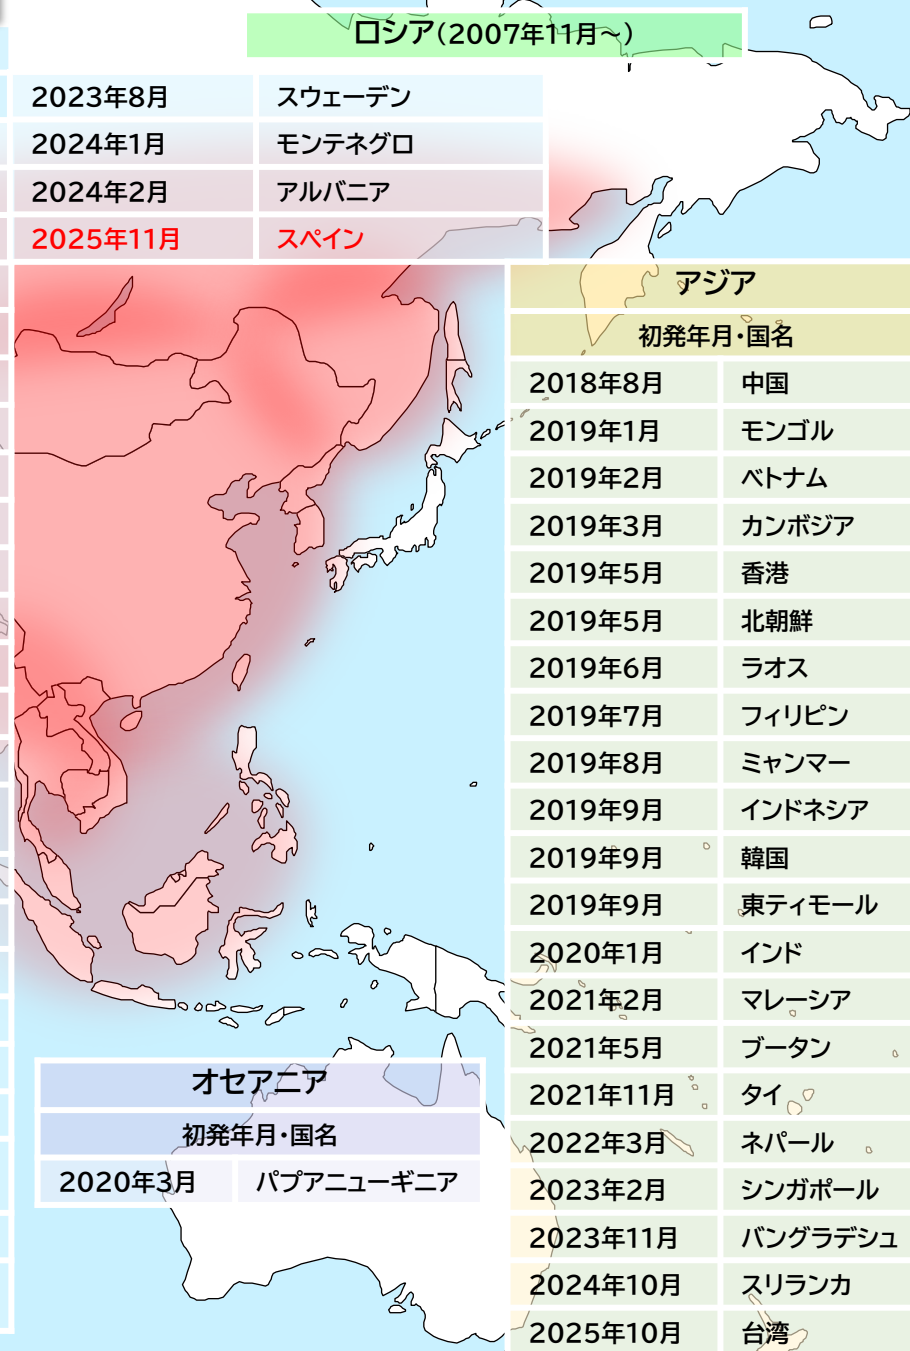 ロシア(2007年11月～)
2023年8月 スウェーデン
2024年1月 モンテネグロ
2024年2月 アルバニア
2025年11月 スペイン
アジア
初発年月・国名
2018年8月 中国
2019年1月 モンゴル
2019年2月 ベトナム
2019年3月 カンボジア
2019年5月 香港
2019年5月 北朝鮮
2019年6月 ラオス
2019年7月 フィリピン
2019年8月 ミャンマー
2019年9月 インドネシア
2019年9月 韓国
2019年9月 東ティモール
2020年1月 インド
2021年2月 マレーシア
2021年5月 ブータン
2021年11月 タイ
2022年3月 ネパール
2023年2月 シンガポール
2023年11月 バングラデシュ
2024年10月 スリランカ
2025年10月 台湾
オセアニア
初発年月・国名
2020年3月 パプアニューギニア